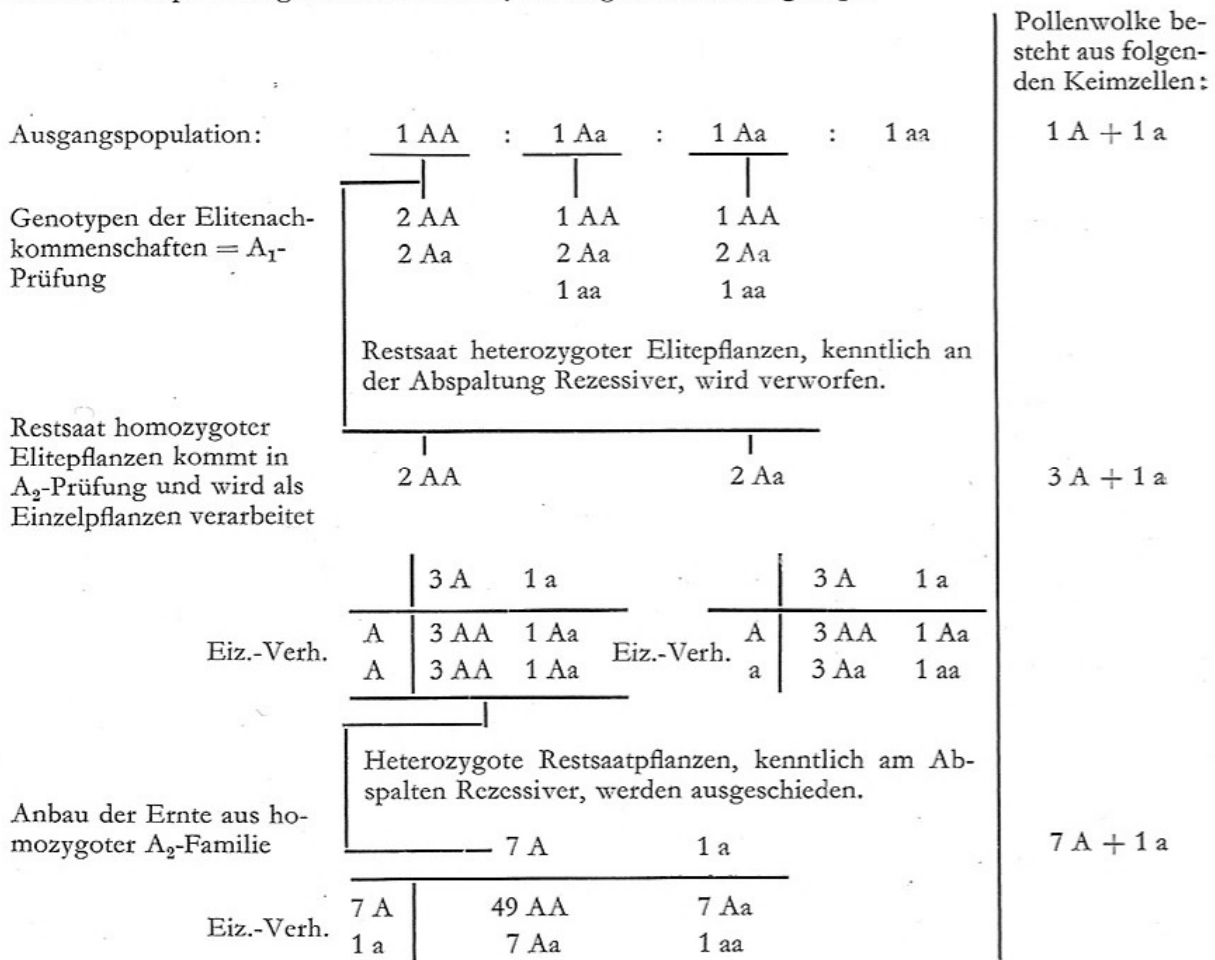 Pollenwolke be-
steht aus folgen-
den Keimzellen:
Ausgangspopulation: 1 AA : 1 Aa : 1 Aa : 1 aa 1 A + 1 a
Genotypen der Elitenach- 2 AA 1 AA 1 AA
kommenschaften = A₁- 2 Aa 2 Aa 2 Aa
Prüfung 1 aa 1 aa
Restsaat heterozygoter Elitepflanzen, kenntlich an
der Abspaltung Rezessiver, wird verworfen.
Restsaat homozygoter
Elitepflanzen kommt in
A₂-Prüfung und wird als 2 AA 2 Aa 3 A + 1 a
Einzelpflanzen verarbeitet
3 A 1 a 3 A 1 a
Eiz.-Verh. A 3 AA 1 Aa Eiz.-Verh. A 3 AA 1 Aa
A 3 AA 1 Aa a 3 Aa 1 aa
Heterozygote Restsaatpflanzen, kenntlich am Ab-
spalten Rezessiver, werden ausgeschieden.
Anbau der Ernte aus ho-
mozygoter A₂-Familie 7 A 1 a 7 A + 1 a
Eiz.-Verh. 7 A 49 AA 7 Aa
1 a 7 Aa 1 aa